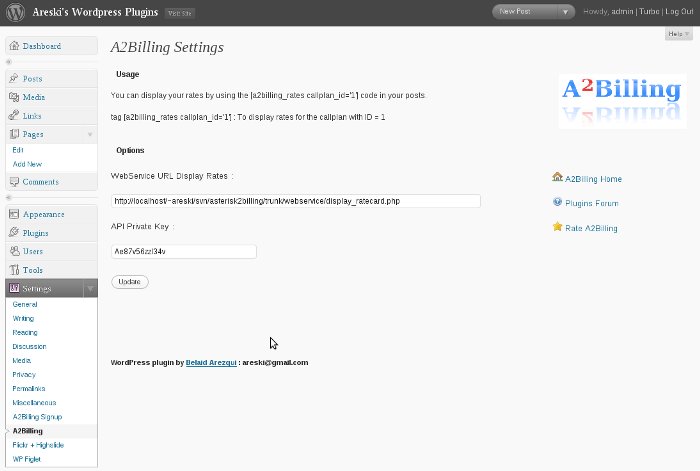 Areski's Wordpress Plugins Visit Site
New Post
Howdy, admin | Turbo | Log Out
Help
Dashboard
Posts
Media
Links
Pages
Edit
Add New
Comments
Appearance
Plugins
Users
Tools
Settings
General
Writing
Reading
Discussion
Media
Privacy
Permalinks
Miscellaneous
A2Billing Signup
A2Billing
Flickr + Highslide
WP Figlet
A2Billing Settings
Usage
You can display your rates by using the [a2billing_rates callplan_id='1'] code in your posts.
tag [a2billing_rates callplan_id='1'] : To display rates for the callplan with ID = 1
Options
WebService URL Display Rates :
http://localhost/~areski/svn/asterisk2billing/trunk/webservice/display_ratecard.php
API Private Key :
Ae87v56zzl34v
Update
WordPress plugin by Belaid Arezqui : areski@gmail.com
A2Billing
A2Billing Home
Plugins Forum
Rate A2Billing